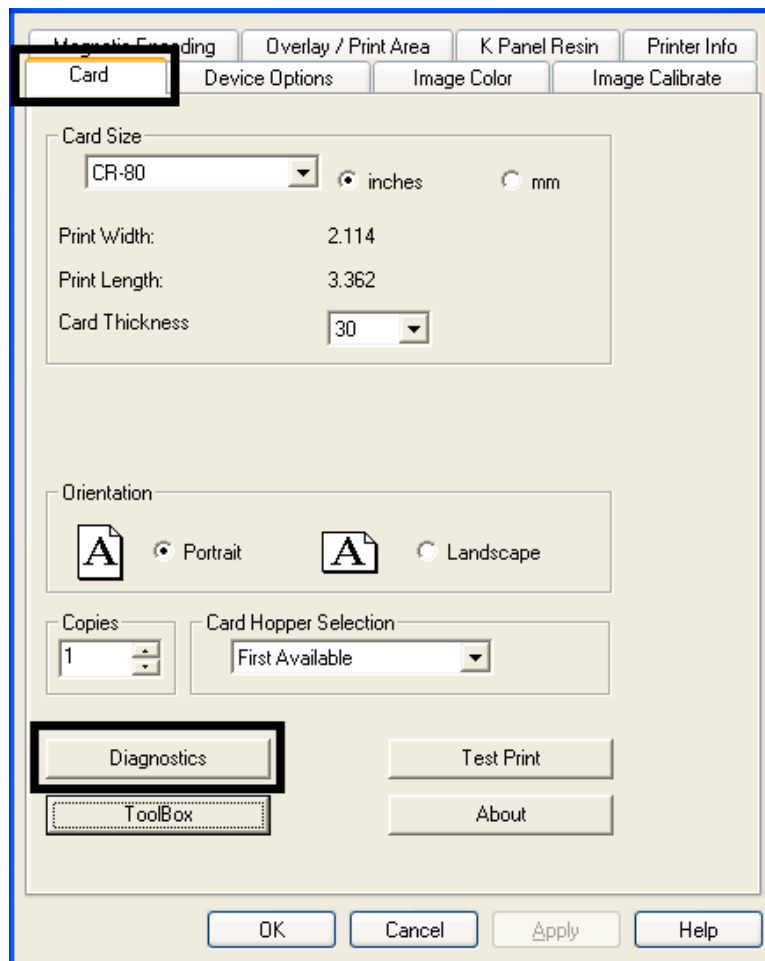 Magnetic Encoding Overlay / Print Area K Panel Resin Printer Info
Card Device Options Image Color Image Calibrate
Card Size
CR-80 inches mm
Print Width: 2.114
Print Length: 3.362
Card Thickness 30
Orientation
A Portrait A Landscape
Copies Card Hopper Selection
1 First Available
Diagnostics Test Print
ToolBox About
OK Cancel Apply Help